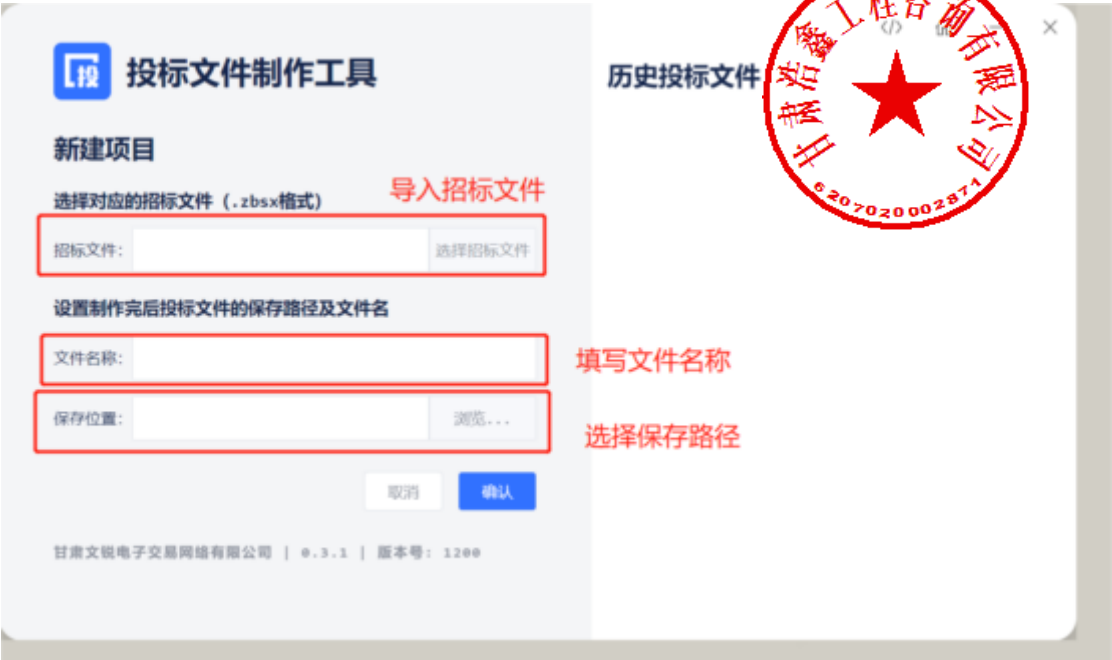 投
投标文件制作工具
新建项目
选择对应的招标文件（.zbsx格式）
导入招标文件
招标文件：
选择招标文件
设置制作完后投标文件的保存路径及文件名
文件名称：
填写文件名称
保存位置：
浏览...
选择保存路径
取消
确认
甘肃文锐电子交易网络有限公司 | 0.3.1 | 版本号：1200
历史投标文件
</>
甘肃浩鑫工程咨询有限公司
6207020002871